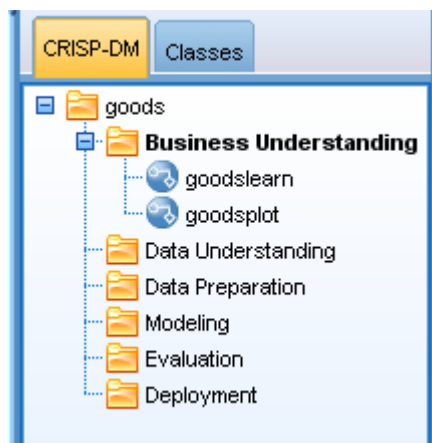 CRISP-DM Classes
goods
Business Understanding
goodslearn
goodsplot
Data Understanding
Data Preparation
Modeling
Evaluation
Deployment